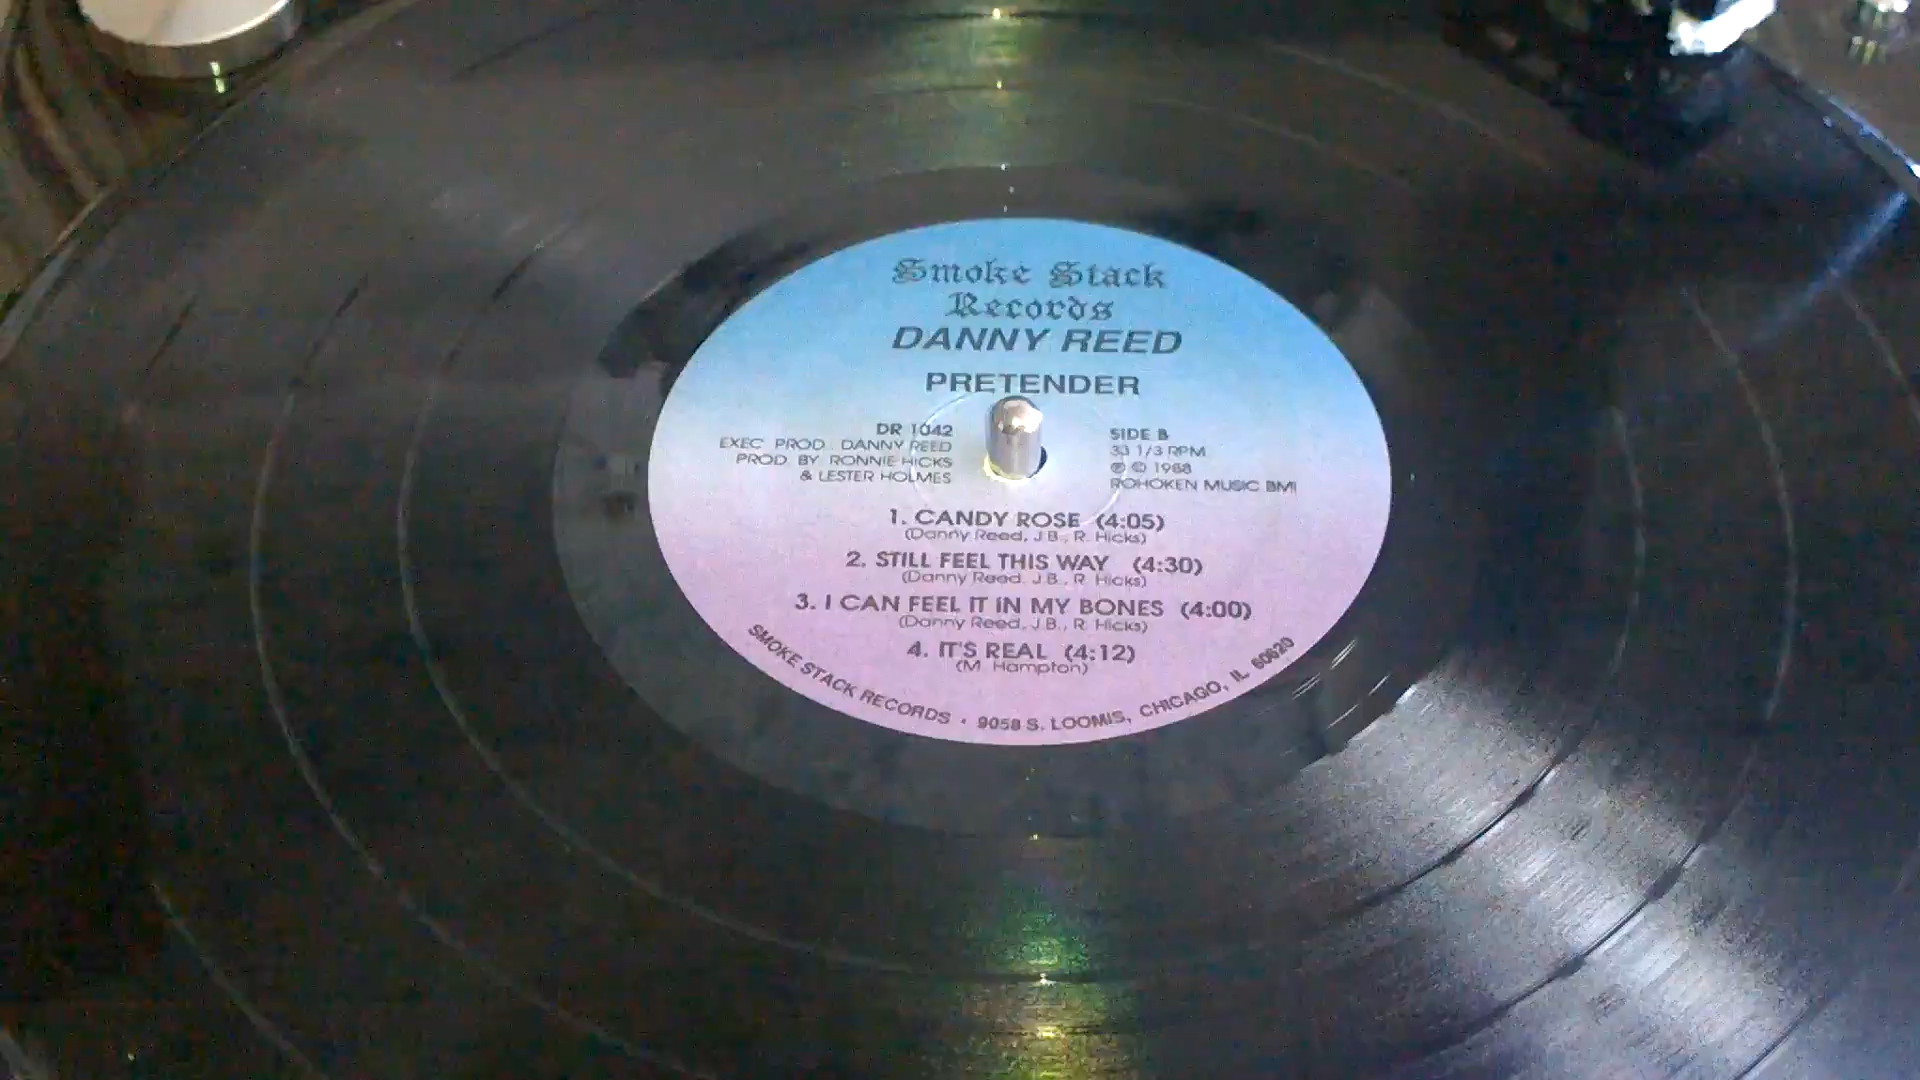 Smoke Stack
Records
DANNY REED
PRETENDER
DR 1042
EXEC. PROD. DANNY REED
PROD. BY RONNIE HICKS
& LESTER HOLMES
SIDE B
33 1/3 RPM
℗ © 1988
ROHOKEN MUSIC BMI
1. CANDY ROSE (4:05)
(Danny Reed, J.B., R. Hicks)
2. STILL FEEL THIS WAY (4:30)
(Danny Reed, J.B., R. Hicks)
3. I CAN FEEL IT IN MY BONES (4:00)
(Danny Reed, J.B., R. Hicks)
4. IT'S REAL (4:12)
(M. Hampton)
SMOKE STACK RECORDS • 9058 S. LOOMIS, CHICAGO, IL 60620